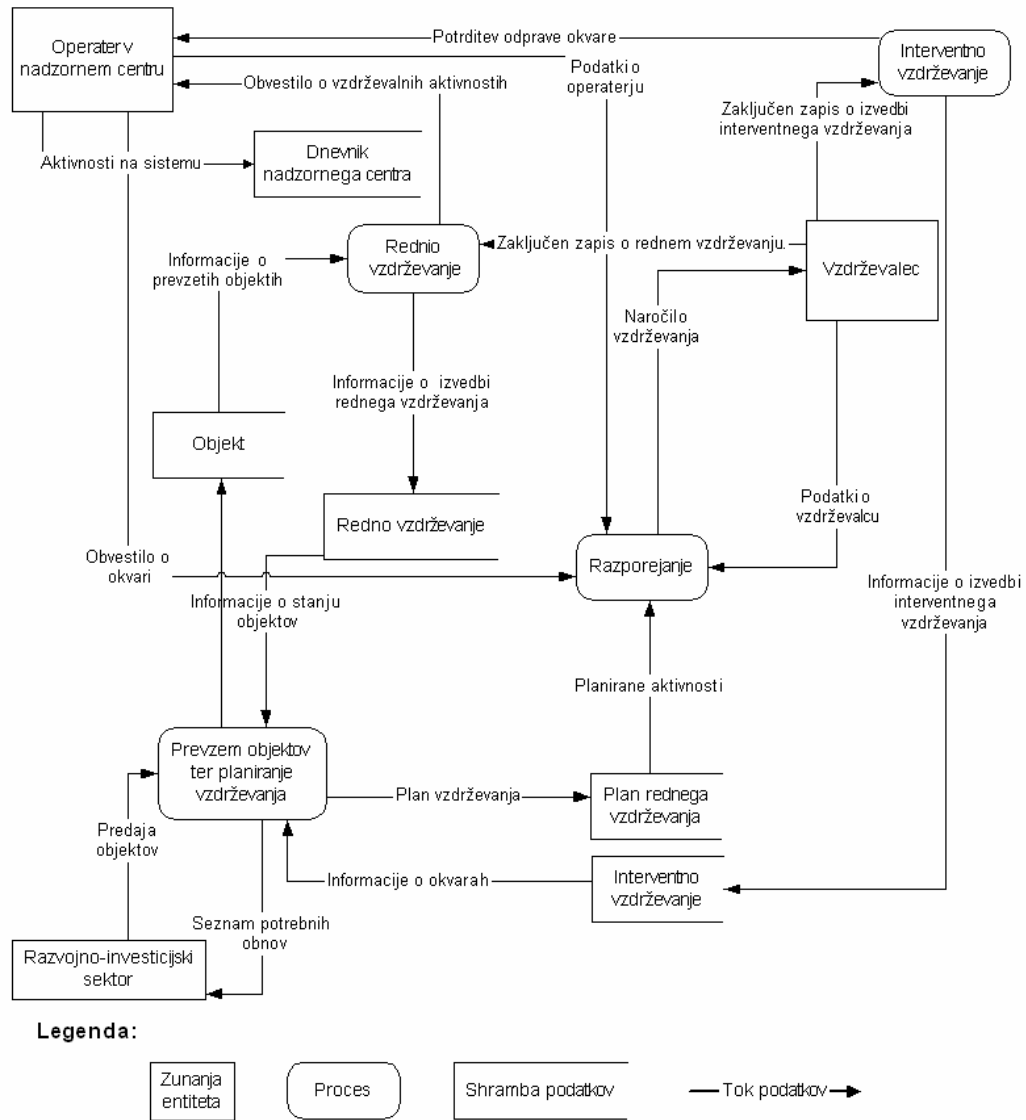 Operater v
nadzornem centru
Potrditev odprave okvare
Interventno
vzdrževanje
Podatki o
operaterju
Obvestilo o vzdrževalnih aktivnostih
Zaključen zapis o izvedbi
interventnega vzdrževanja
Aktivnosti na sistemu
Dnevnik
nadzornega centra
Rednio
vzdrževanje
Zaključen zapis o rednem vzdrževanju.
Vzdrževalec
Informacije o
prevzetih objektih
Naročilo
vzdrževanja
Informacije o izvedbi
rednega vzdrževanja
Objekt
Redno vzdrževanje
Podatki o
vzdrževalcu
Obvestilo o
okvari
Razporejanje
Informacije o izvedbi
interventnega
vzdrževanja
Informacije o stanju
objektov
Planirane aktivnosti
Prevzem objektov
ter planiranje
vzdrževanja
Plan vzdrževanja
Plan rednega
vzdrževanja
Predaja
objektov
Informacije o okvarah
Interventno
vzdrževanje
Seznam potrebnih
obnov
Razvojno-investicijski
sektor
Legenda:
Zunanja
entiteta
Proces
Shramba podatkov
Tok podatkov